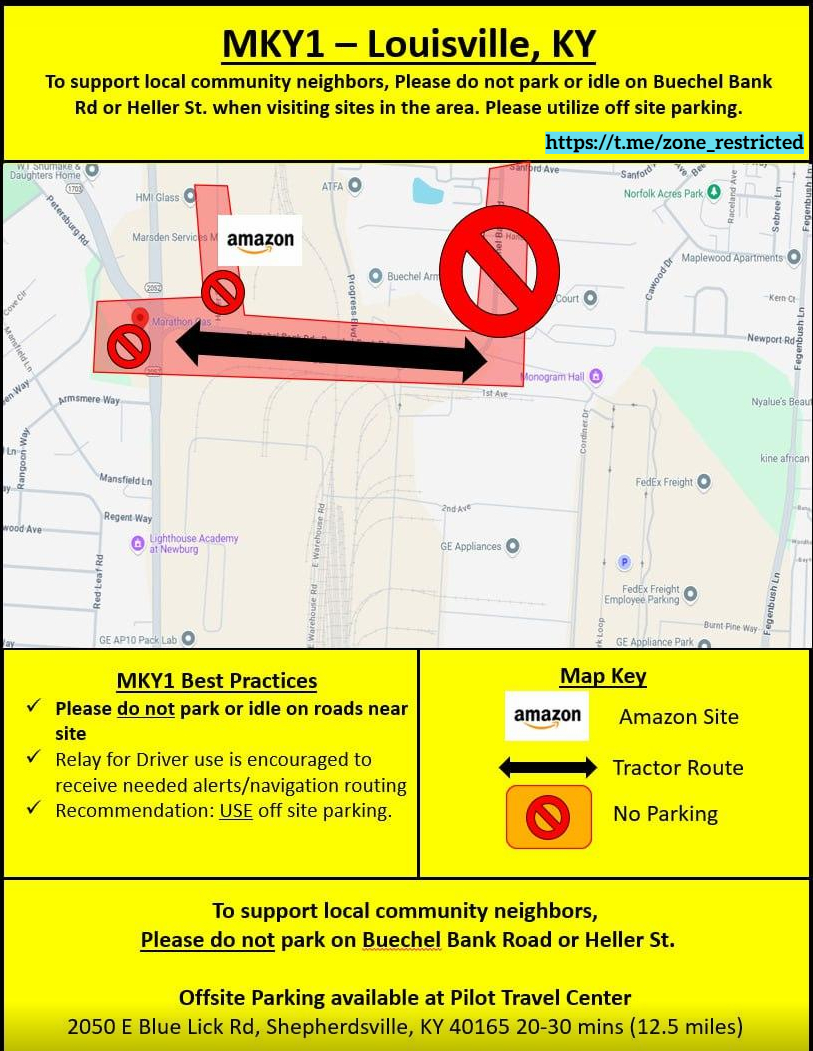 MKY1 – Louisville, KY
To support local community neighbors, Please do not park or idle on Buechel Bank
Rd or Heller St. when visiting sites in the area. Please utilize off site parking.
https://t.me/zone_restricted
WT Shumake &
Daughters Home
1703
Petersburg Rd
HMI Glass
ATFA
Sanford Ave
Sanford
Norfolk Acres Park
Raceland Ave
Sebree Ln
Fegenbush Ln
Marsden Services
amazon
2052
Progress Blvd
Buechel
Court
Cawood Dr
Maplewood Apartments
Cove Clr
Kern Ct
Marathon Gas
Newport Rd
Fegenbush Ln
Mansfield Ln
Monogram Hall
1st Ave
Armsmere Way
Nyalue's
Rangoon Way
Cordiner Dr
kine african
Mansfield Ln
FedEx Freight
Regent Way
2nd Ave
E Warehouse Rd
Lighthouse Academy
at Newburg
GE Appliances
P
Red Leaf Rd
E Warehouse Rd
FedEx Freight
Employee Parking
Fegenbush Ln
GE AP10 Pack Lab
Burnt Pine Way
GE Appliance Park
MKY1 Best Practices
✓ Please do not park or idle on roads near
site
✓ Relay for Driver use is encouraged to
receive needed alerts/navigation routing
✓ Recommendation: USE off site parking.
Map Key
amazon Amazon Site
Tractor Route
No Parking
To support local community neighbors,
Please do not park on Buechel Bank Road or Heller St.
Offsite Parking available at Pilot Travel Center
2050 E Blue Lick Rd, Shepherdsville, KY 40165 20-30 mins (12.5 miles)